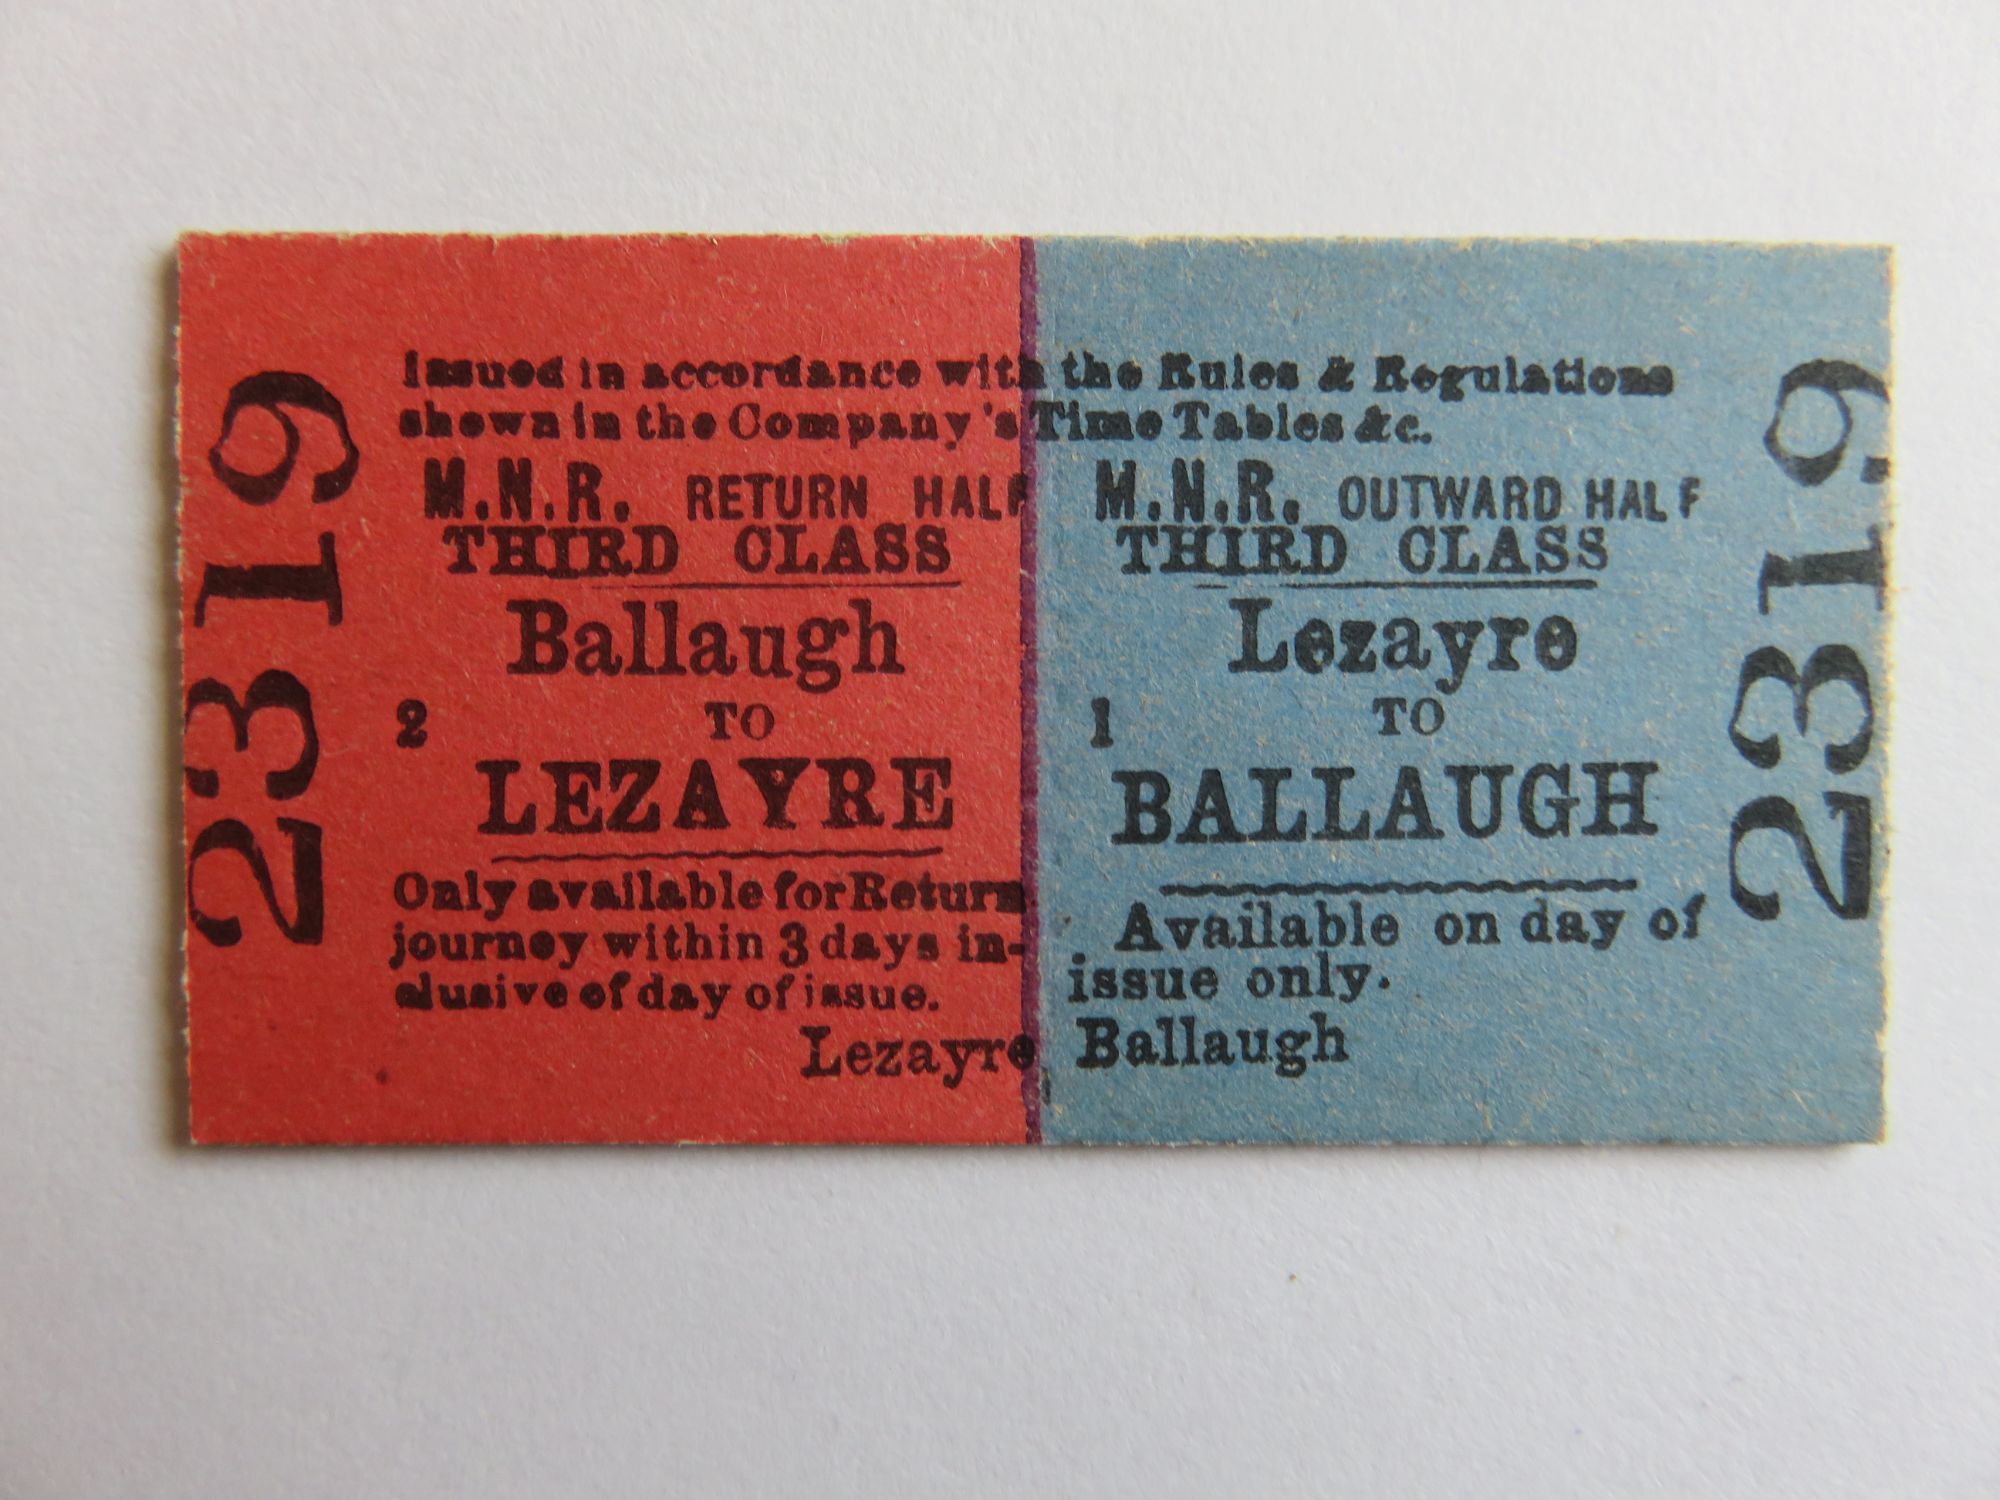 2319
Issued in accordance with the Rules & Regulations
shown in the Company's Time Tables &c.
M.N.R. RETURN HALF
THIRD CLASS
Ballaugh
2 TO
LEZAYRE
Only available for Return
journey within 3 days in-
clusive of day of issue.
Lezayre
M.N.R. OUTWARD HALF
THIRD CLASS
Lezayre
1 TO
BALLAUGH
Available on day of
issue only.
Ballaugh
2319